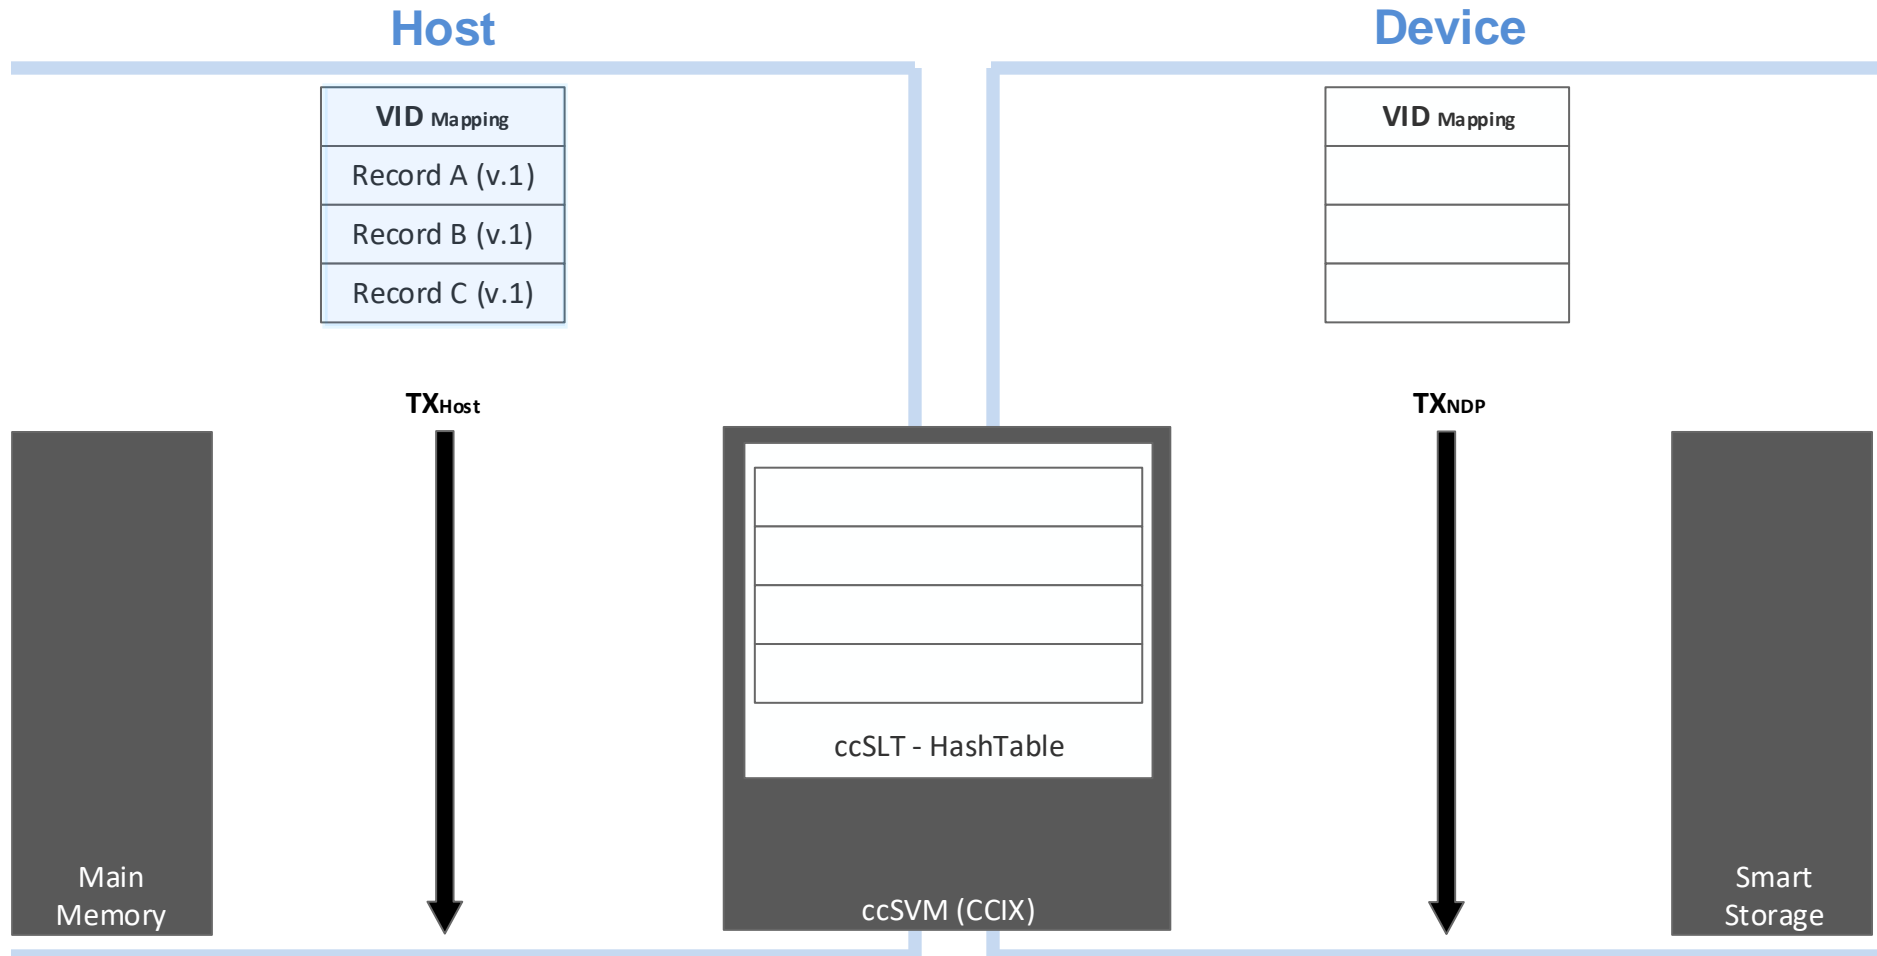 Host
Device
VID Mapping
Record A (v.1)
Record B (v.1)
Record C (v.1)
VID Mapping
TXHost
TXNDP
ccSLT - HashTable
Main
Memory
ccSVM (CCIX)
Smart
Storage